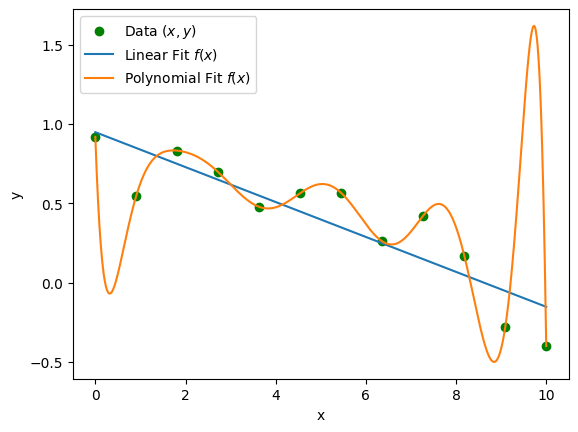 Data (x, y)
Linear Fit f(x)
Polynomial Fit f(x)
1.5
1.0
0.5
0.0
−0.5
y
0 2 4 6 8 10
x